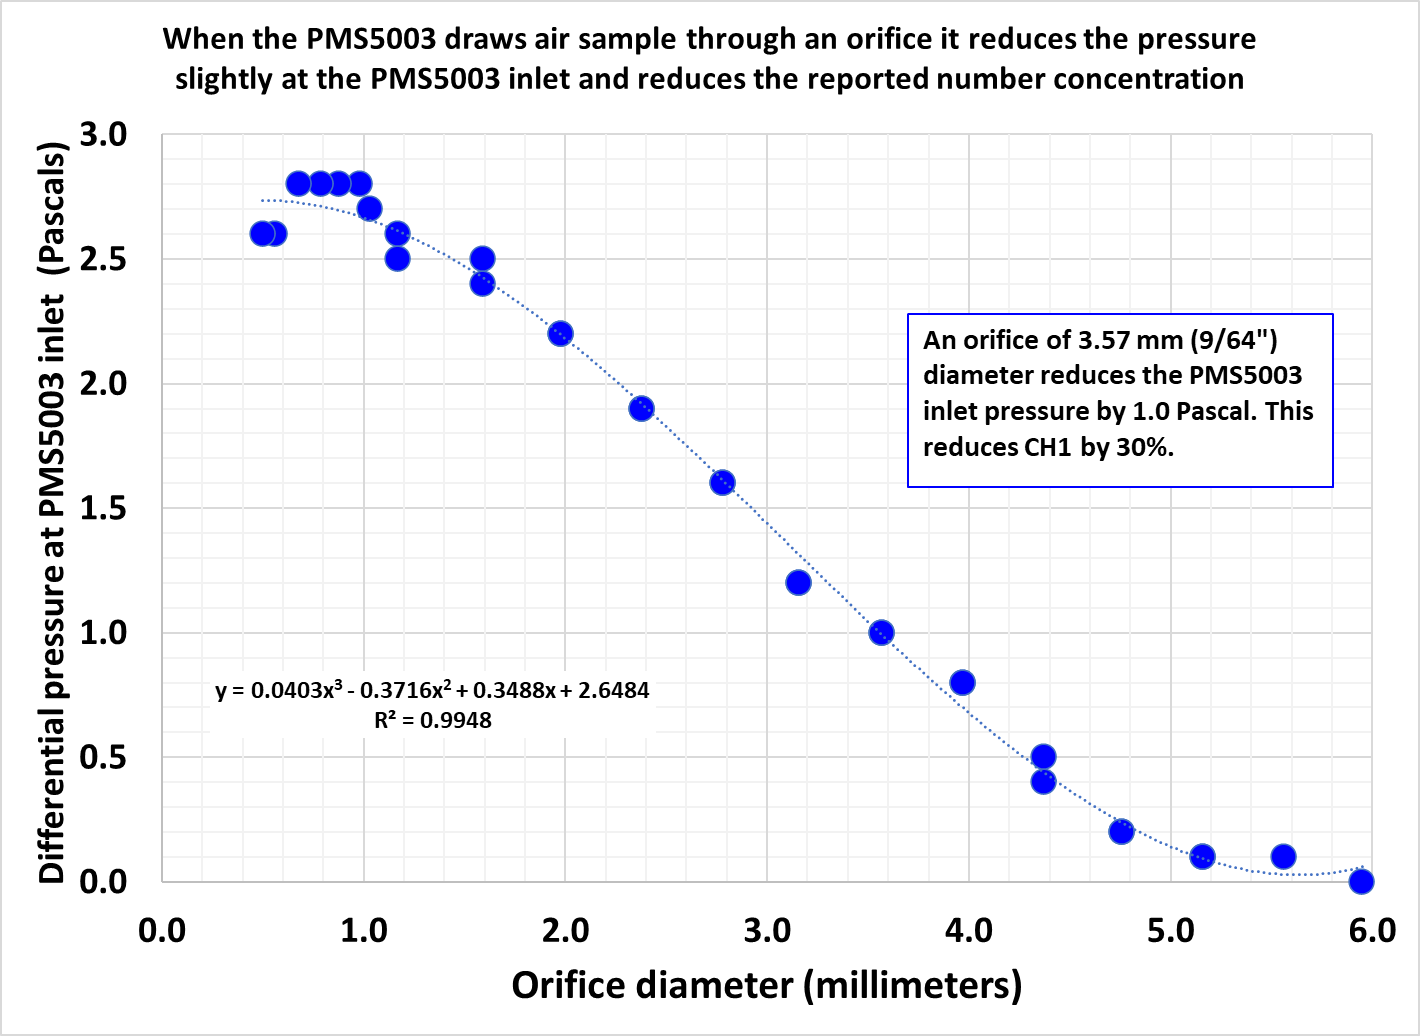 When the PMS5003 draws air sample through an orifice it reduces the pressure
slightly at the PMS5003 inlet and reduces the reported number concentration
Differential pressure at PMS5003 inlet  (Pascals)
3.0
2.5
2.0
1.5
1.0
0.5
0.0
An orifice of 3.57 mm (9/64")
diameter reduces the PMS5003
inlet pressure by 1.0 Pascal. This
reduces CH1 by 30%.
y = 0.0403x³ - 0.3716x² + 0.3488x + 2.6484
R² = 0.9948
0.0 1.0 2.0 3.0 4.0 5.0 6.0
Orifice diameter (millimeters)